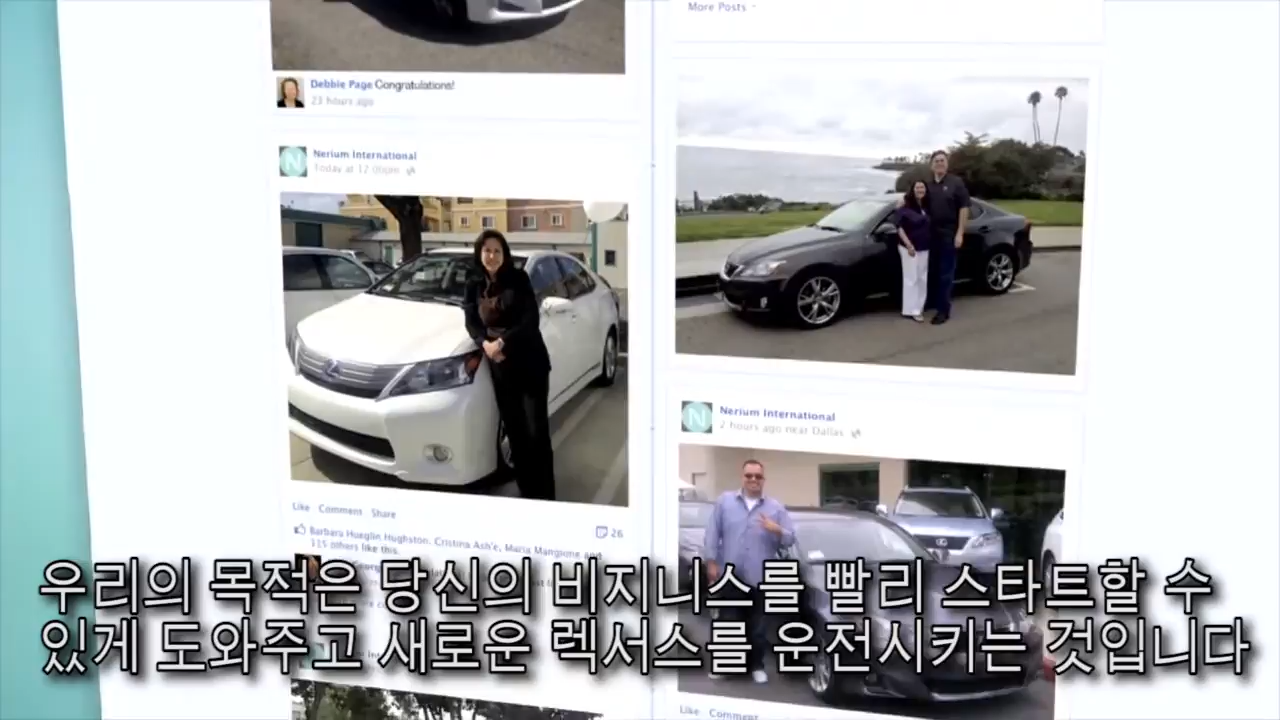 More Posts
Debbie Page Congratulations!
23 hours ago
Nerium International
Today at 12:00pm
Like Comment Share
Barbara Hueglin Hughston, Cristina Ash'e, Maria Mangione and
115 others like this.
26
Nerium International
2 hours ago near Dallas
Like Comment
우리의 목적은 당신의 비지니스를 빨리 스타트할 수
있게 도와주고 새로운 렉서스를 운전시키는 것입니다